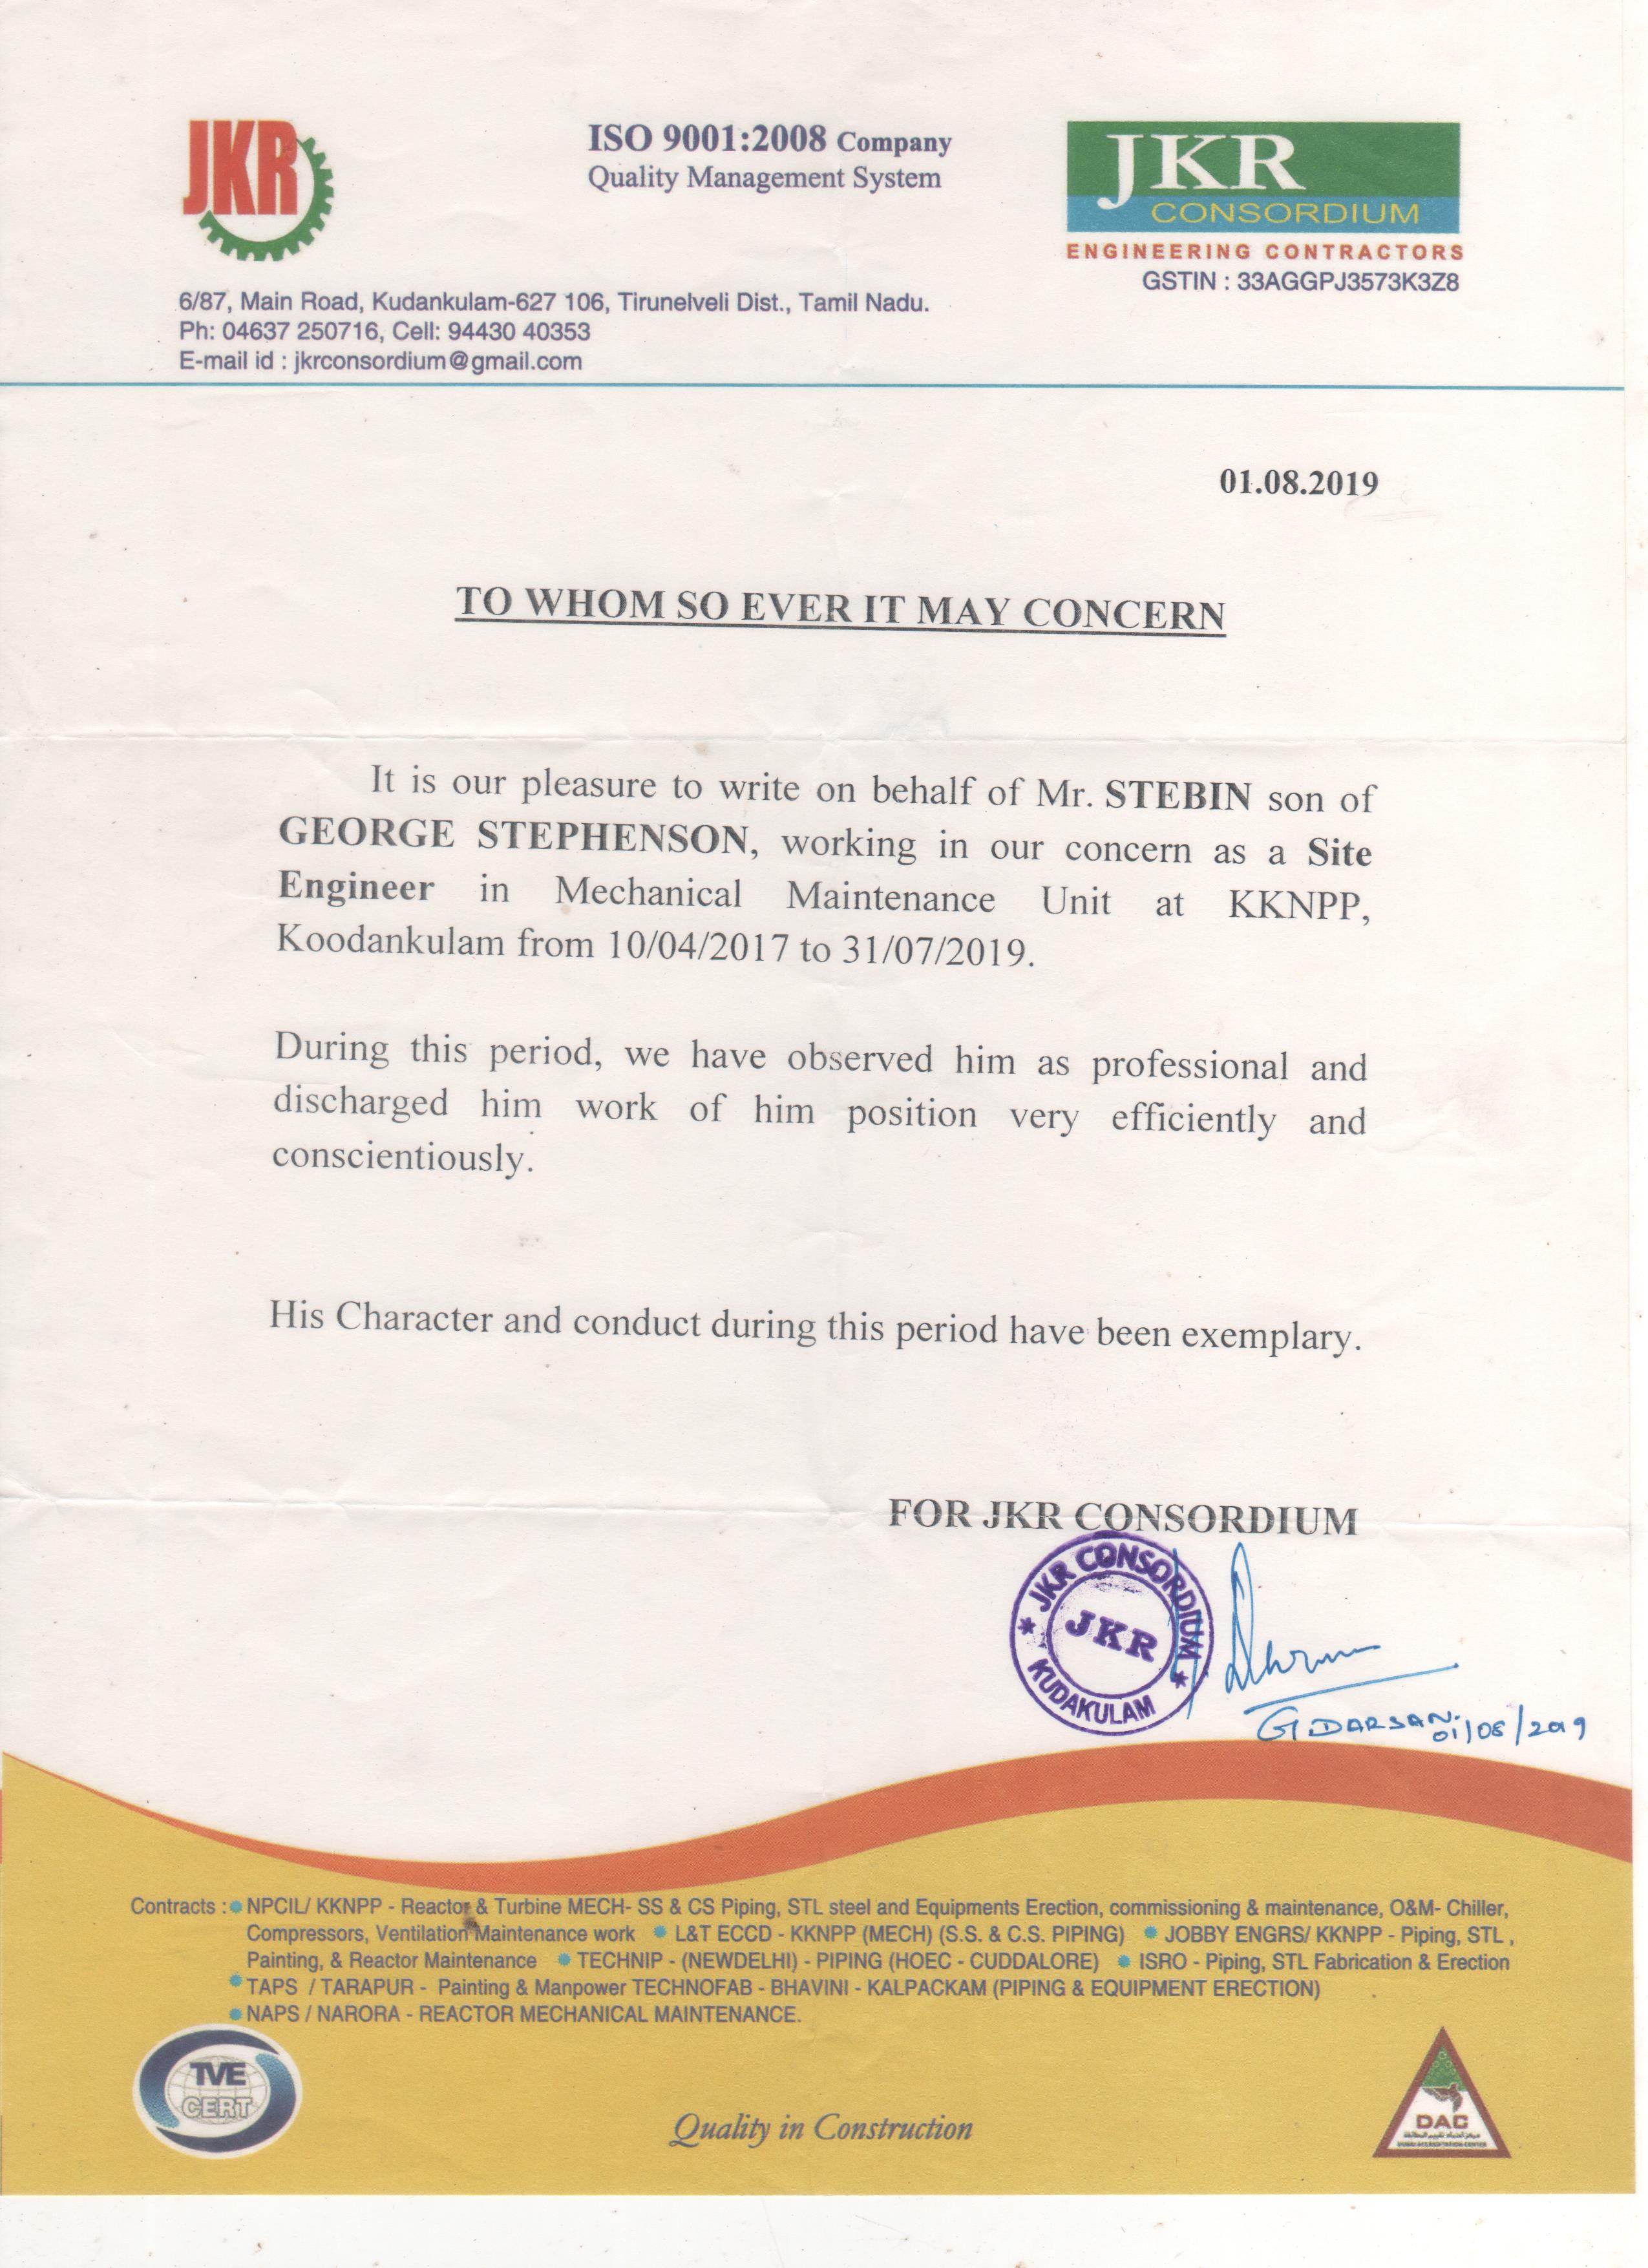 JKR
ISO 9001:2008 Company
Quality Management System
JKR
CONSORDIUM
ENGINEERING CONTRACTORS
GSTIN : 33AGGPJ3573K3Z8
6/87, Main Road, Kudankulam-627 106, Tirunelveli Dist., Tamil Nadu.
Ph: 04637 250716, Cell: 94430 40353
E-mail id : jkrconsordium@gmail.com
01.08.2019
TO WHOM SO EVER IT MAY CONCERN
It is our pleasure to write on behalf of Mr. STEBIN son of
GEORGE STEPHENSON, working in our concern as a Site
Engineer in Mechanical Maintenance Unit at KKNPP,
Koodankulam from 10/04/2017 to 31/07/2019.
During this period, we have observed him as professional and
discharged him work of him position very efficiently and
conscientiously.
His Character and conduct during this period have been exemplary.
FOR JKR CONSORDIUM
JKR CONSORDIUM
JKR
KUDAKULAM
G DARSAN.
01/08/2019
Contracts : NPCIL/ KKNPP - Reactor & Turbine MECH- SS & CS Piping, STL steel and Equipments Erection, commissioning & maintenance, O&M- Chiller,
Compressors, Ventilation Maintenance work * L&T ECCD - KKNPP (MECH) (S.S. & C.S. PIPING) * JOBBY ENGRS/ KKNPP - Piping, STL ,
Painting, & Reactor Maintenance * TECHNIP - (NEWDELHI) - PIPING (HOEC - CUDDALORE) * ISRO - Piping, STL Fabrication & Erection
* TAPS / TARAPUR - Painting & Manpower TECHNOFAB - BHAVINI - KALPACKAM (PIPING & EQUIPMENT ERECTION)
* NAPS / NARORA - REACTOR MECHANICAL MAINTENANCE.
TVE
CERT
Quality in Construction
DAC
DUBAI ACCREDITATION CENTER